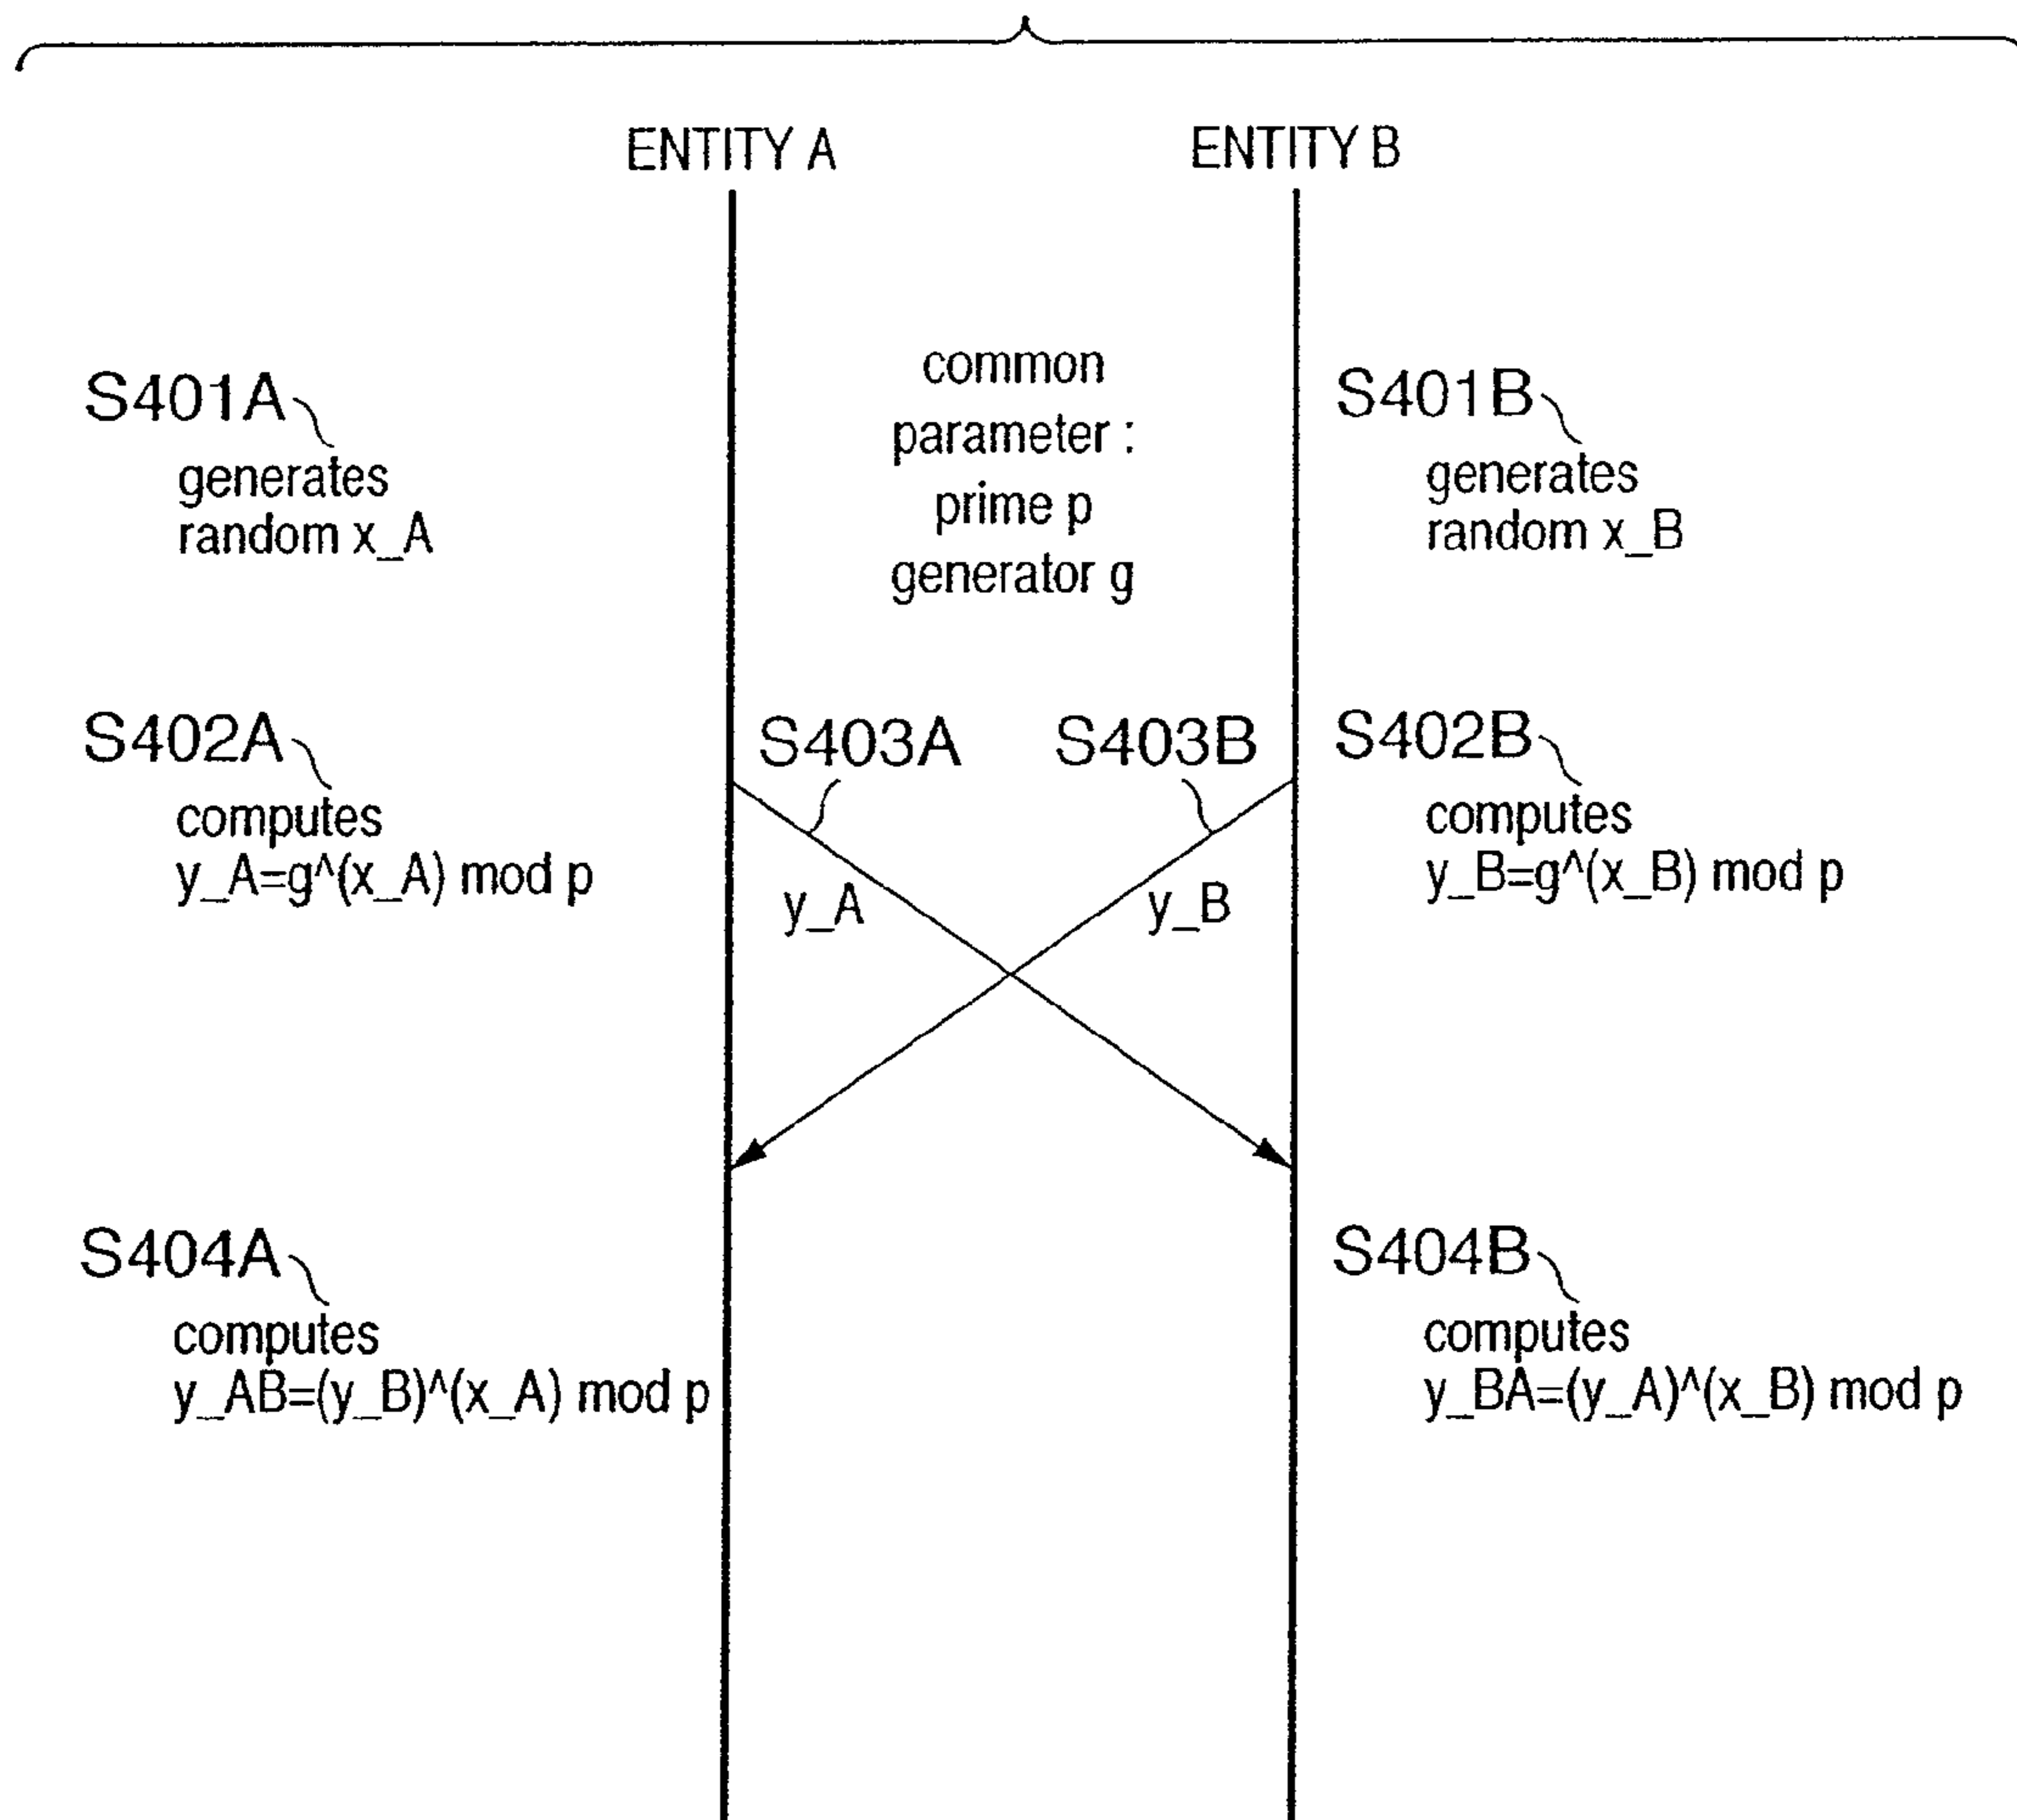 ENTITY A
ENTITY B
common
parameter :
prime p
generator g
S401A
generates
random x_A
S401B
generates
random x_B
S402A
computes
y_A=g^(x_A) mod p
S403A
S403B
y_A
y_B
S402B
computes
y_B=g^(x_B) mod p
S404A
computes
y_AB=(y_B)^(x_A) mod p
S404B
computes
y_BA=(y_A)^(x_B) mod p